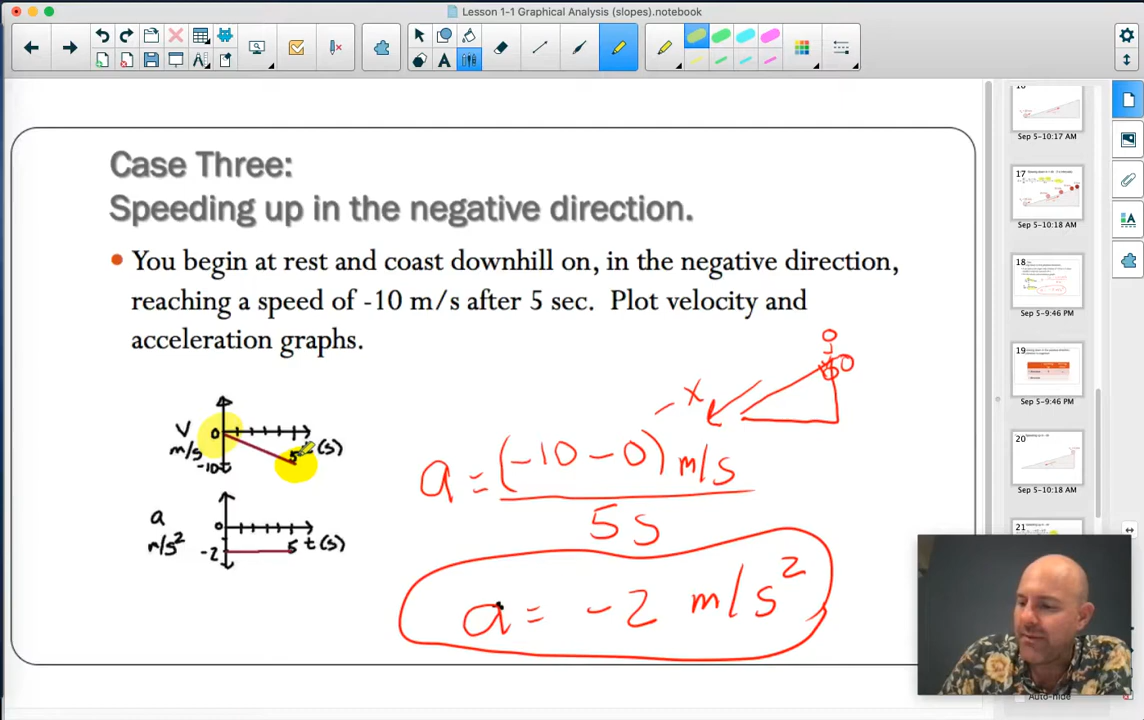 Lesson 1-1 Graphical Analysis (slopes).notebook
Case Three:
Speeding up in the negative direction.
You begin at rest and coast downhill on, in the negative direction,
reaching a speed of -10 m/s after 5 sec. Plot velocity and
acceleration graphs.
V
m/s
0
-10
5
(s)
a
m/s²
0
-2
5 t(s)
- X
a = (-10 - 0) m/s
5 s
a = -2 m/s²
Sep 5-10:17 AM
17
Sep 5-10:18 AM
18
Sep 5-9:46 PM
19
Sep 5-9:46 PM
20
Sep 5-10:18 AM
21
Auto-hide